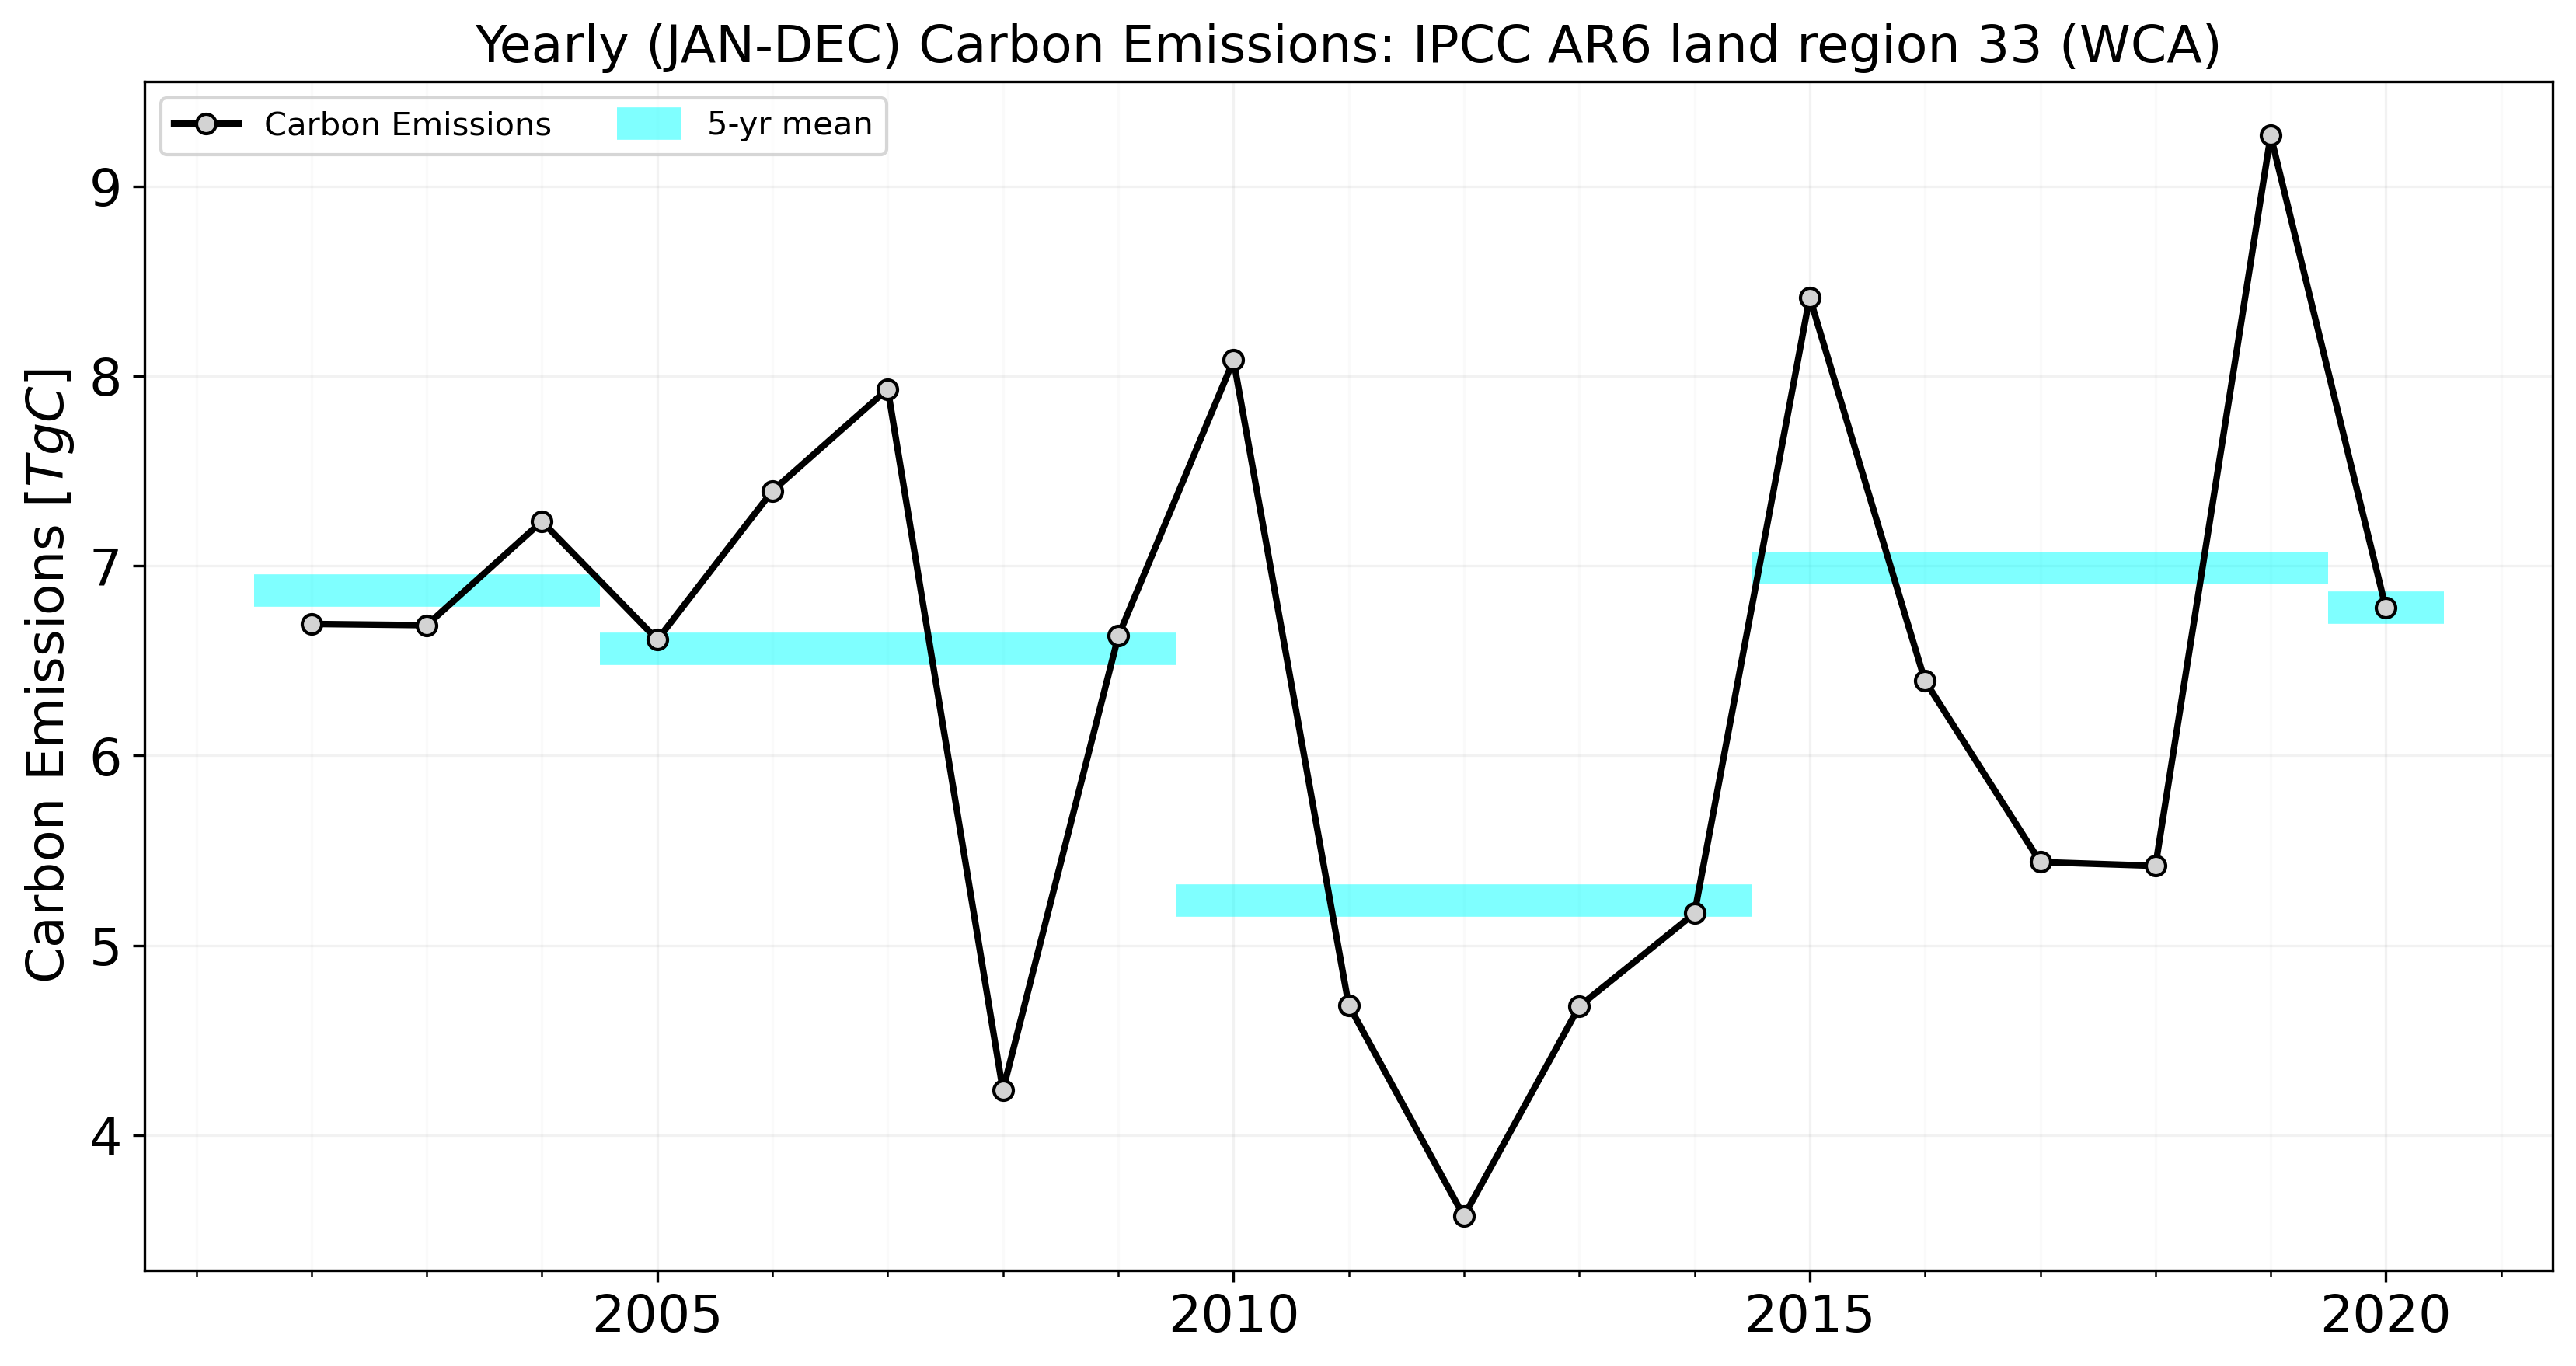 Yearly (JAN-DEC) Carbon Emissions: IPCC AR6 land region 33 (WCA)
Carbon Emissions
5-yr mean
Carbon Emissions [TgC]
9
8
7
6
5
4
2005
2010
2015
2020